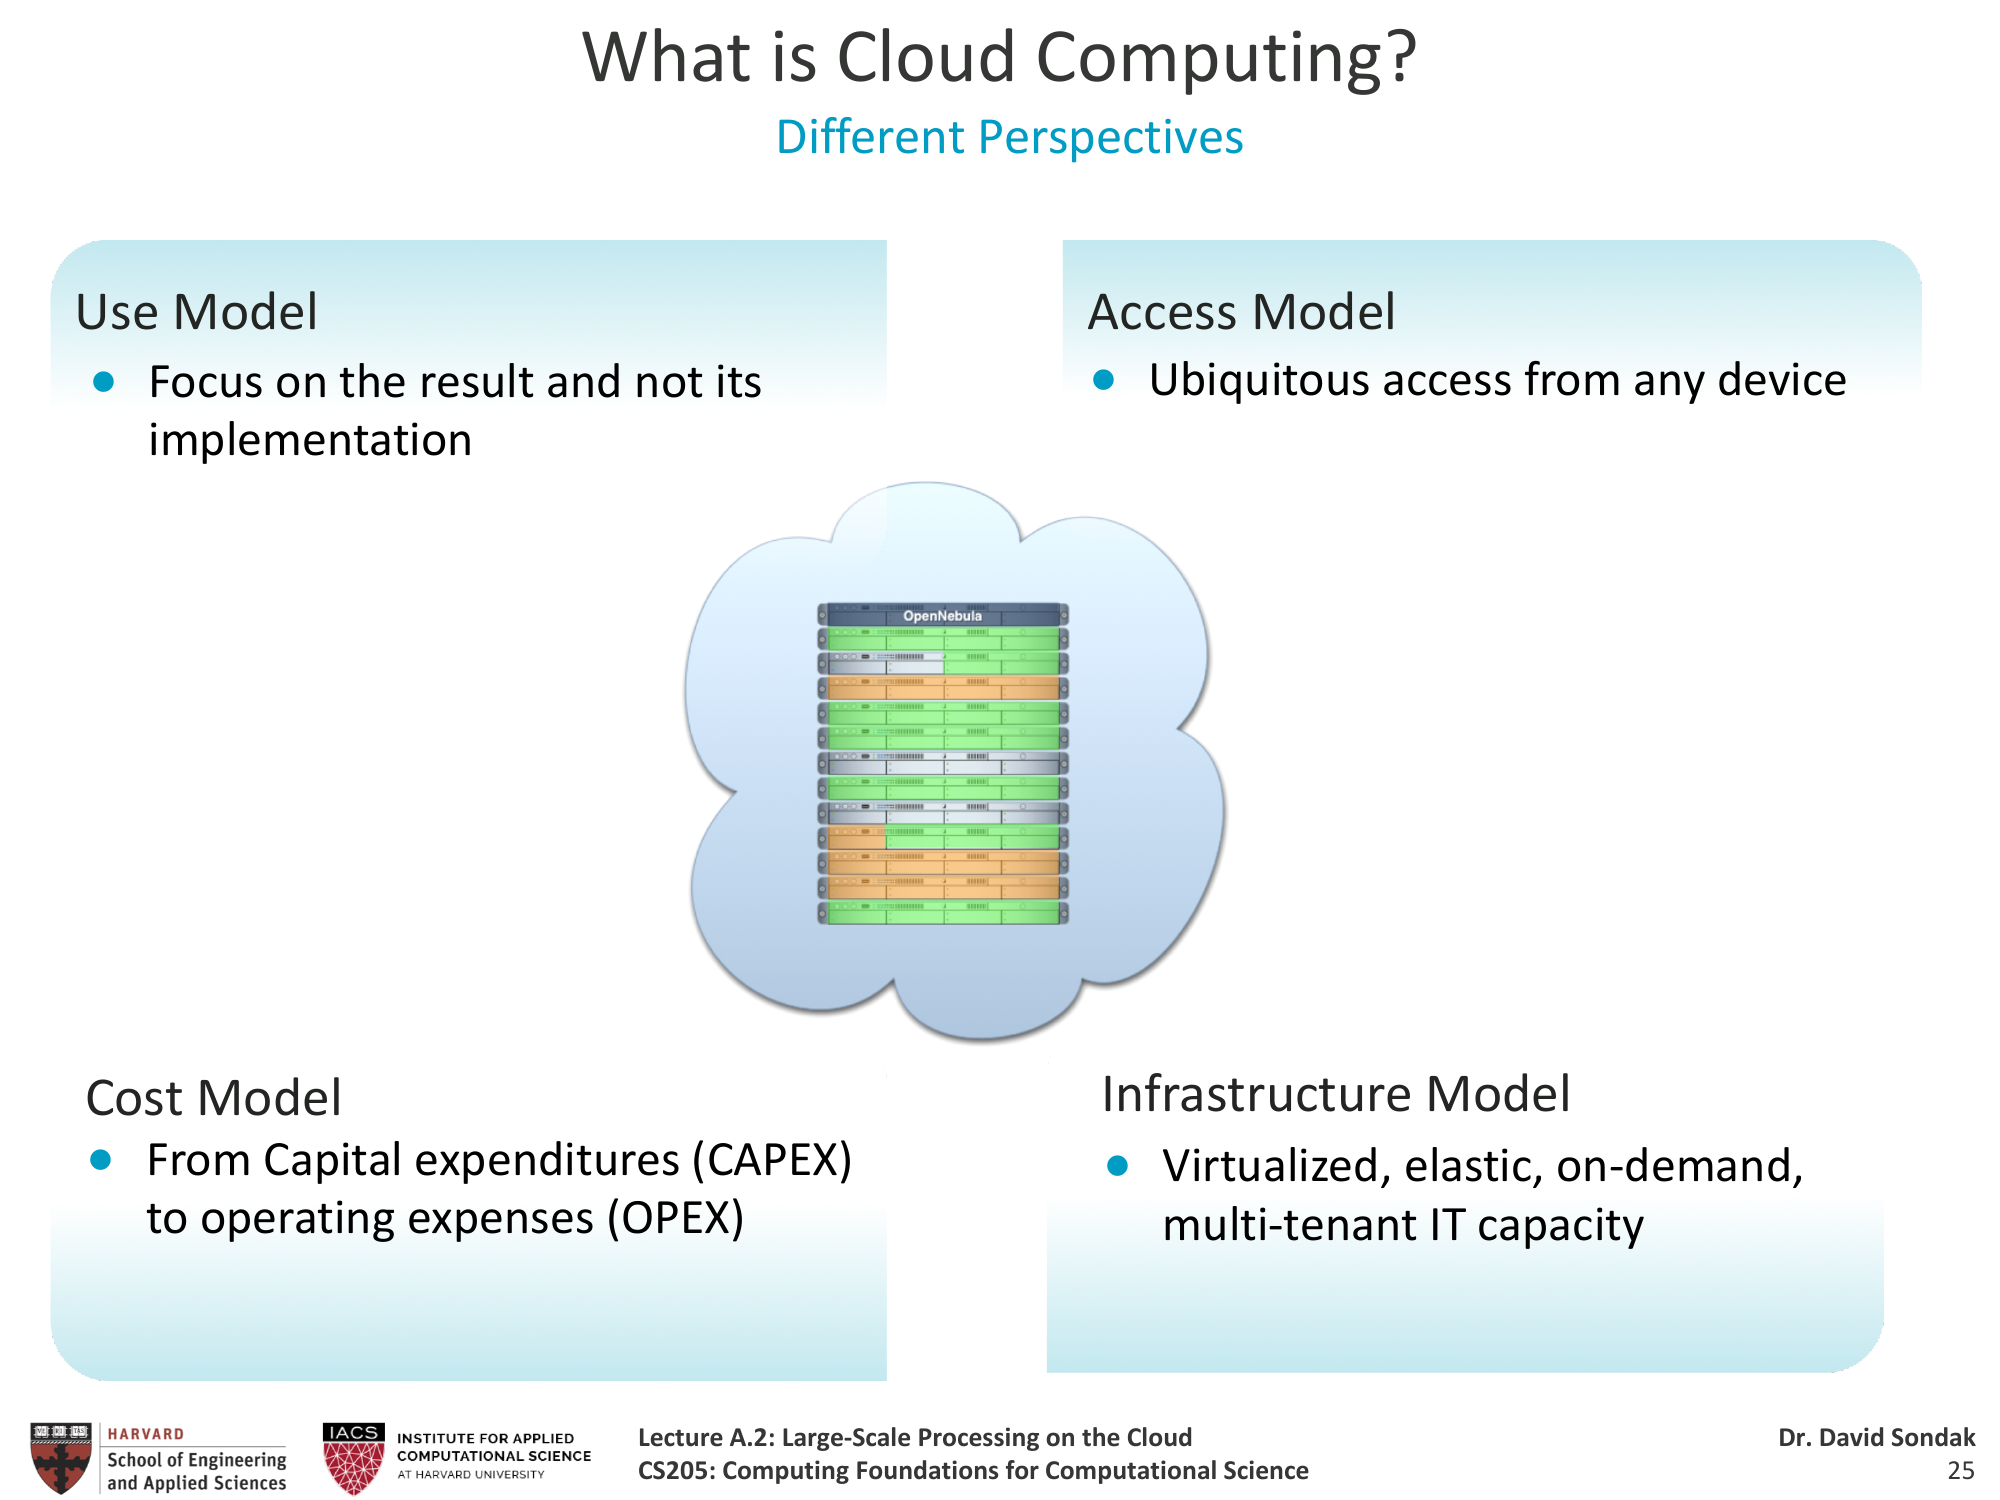 What is Cloud Computing?
Different Perspectives
Use Model
● Focus on the result and not its
implementation
Access Model
● Ubiquitous access from any device
OpenNebula
Cost Model
● From Capital expenditures (CAPEX)
to operating expenses (OPEX)
Infrastructure Model
● Virtualized, elastic, on-demand,
multi-tenant IT capacity
HARVARD
School of Engineering
and Applied Sciences
IACS
INSTITUTE FOR APPLIED
COMPUTATIONAL SCIENCE
AT HARVARD UNIVERSITY
Lecture A.2: Large-Scale Processing on the Cloud
CS205: Computing Foundations for Computational Science
Dr. David Sondak
25